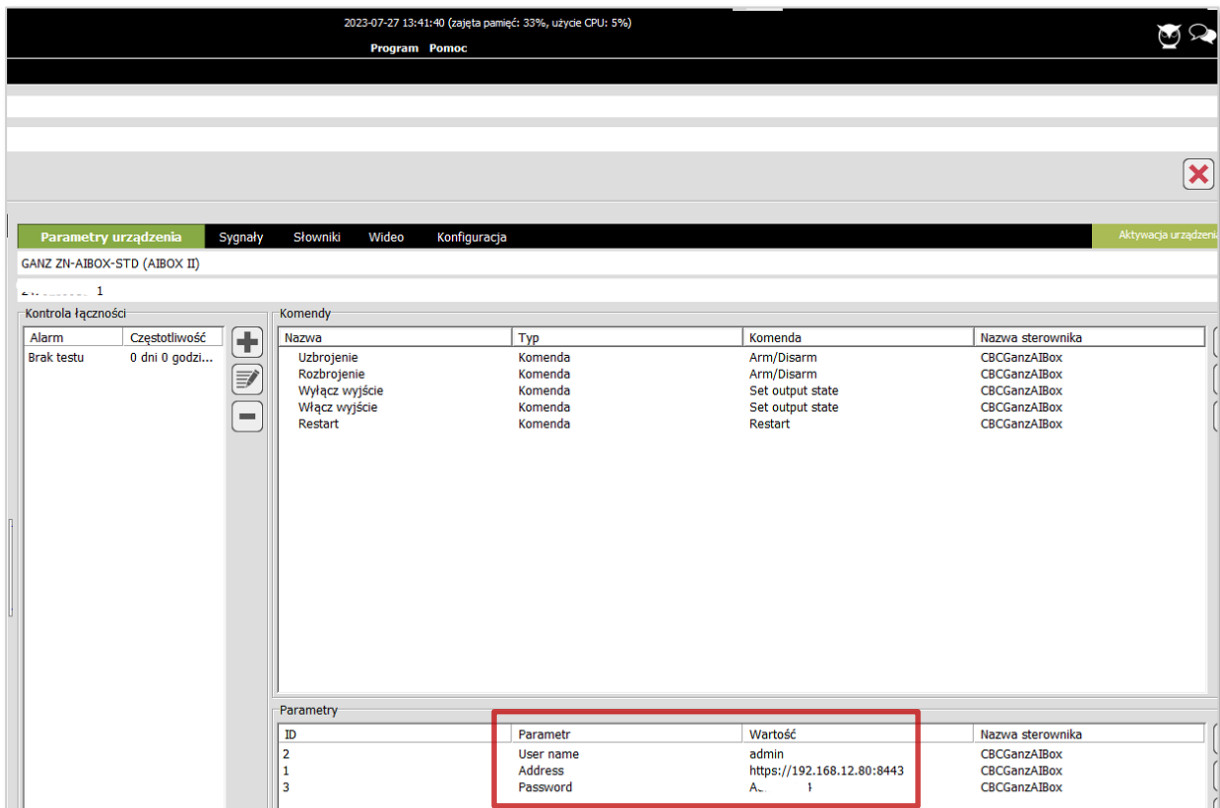 2023-07-27 13:41:40 (zajęta pamięć: 33%, użycie CPU: 5%)
Program Pomoc
Parametry urządzenia Sygnały Słowniki Wideo Konfiguracja Aktywacja
GANZ ZN-AIBOX-STD (AIBOX II)
1
Kontrola łączności
Alarm Częstotliwość
Brak testu 0 dni 0 godzi...
Komendy
Nazwa Typ Komenda Nazwa sterownika
Uzbrojenie Komenda Arm/Disarm CBCGanzAIBox
Rozbrojenie Komenda Arm/Disarm CBCGanzAIBox
Wyłącz wyjście Komenda Set output state CBCGanzAIBox
Włącz wyjście Komenda Set output state CBCGanzAIBox
Restart Komenda Restart CBCGanzAIBox
Parametry
ID Parametr Wartość Nazwa sterownika
2 User name admin CBCGanzAIBox
1 Address https://192.168.12.80:8443 CBCGanzAIBox
3 Password CBCGanzAIBox